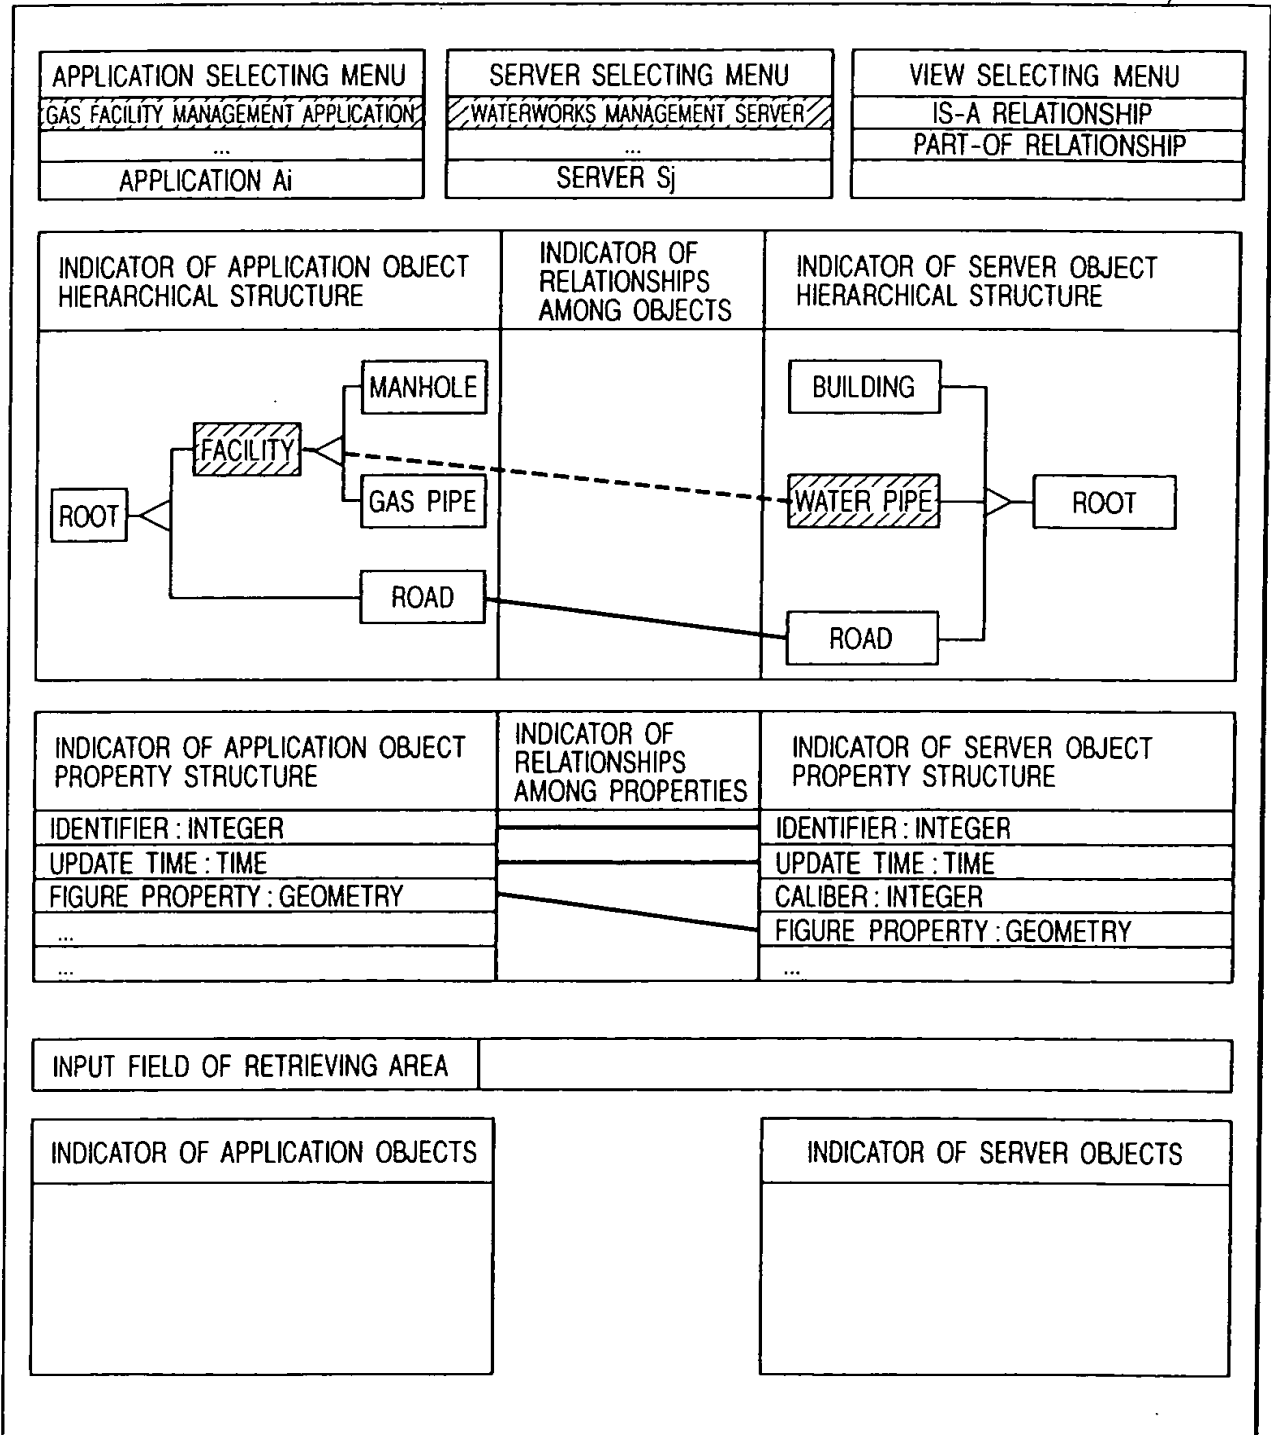 APPLICATION SELECTING MENU
GAS FACILITY MANAGEMENT APPLICATION
...
APPLICATION Ai
SERVER SELECTING MENU
WATERWORKS MANAGEMENT SERVER
...
SERVER Sj
VIEW SELECTING MENU
IS-A RELATIONSHIP
PART-OF RELATIONSHIP
INDICATOR OF APPLICATION OBJECT
HIERARCHICAL STRUCTURE
INDICATOR OF
RELATIONSHIPS
AMONG OBJECTS
INDICATOR OF SERVER OBJECT
HIERARCHICAL STRUCTURE
MANHOLE
FACILITY
GAS PIPE
ROOT
ROAD
BUILDING
WATER PIPE
ROOT
ROAD
INDICATOR OF APPLICATION OBJECT
PROPERTY STRUCTURE
INDICATOR OF
RELATIONSHIPS
AMONG PROPERTIES
INDICATOR OF SERVER OBJECT
PROPERTY STRUCTURE
IDENTIFIER : INTEGER
UPDATE TIME : TIME
FIGURE PROPERTY : GEOMETRY
...
...
IDENTIFIER : INTEGER
UPDATE TIME : TIME
CALIBER : INTEGER
FIGURE PROPERTY : GEOMETRY
...
INPUT FIELD OF RETRIEVING AREA
INDICATOR OF APPLICATION OBJECTS
INDICATOR OF SERVER OBJECTS